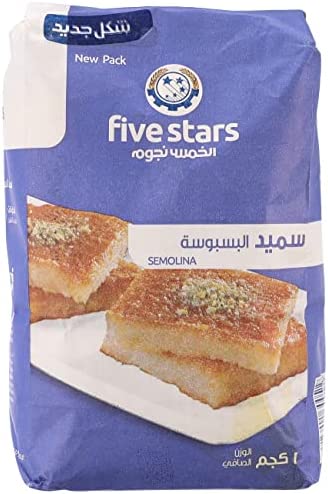 شكل جديد
New Pack
five stars
الخمس نجوم
سميد البسبوسة
SEMOLINA
الوزن
الصافي
١ كجم